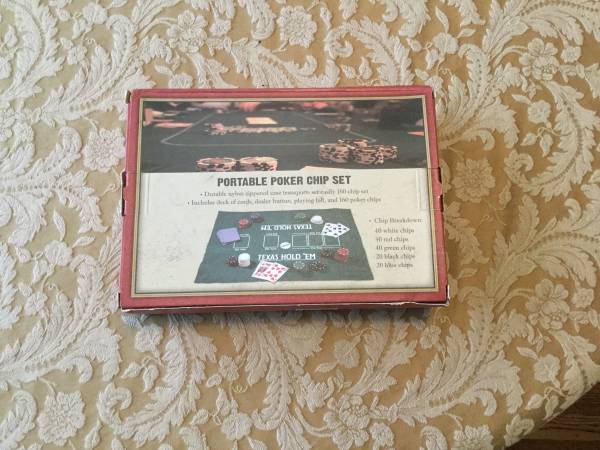 PORTABLE POKER CHIP SET
• Durable nylon zippered case transports set easily 160 chip set
• Includes deck of cards, dealer button, playing felt, and 160 poker chips
• Chip Breakdown
40 white chips
40 red chips
40 green chips
20 black chips
20 blue chips
TEXAS HOLD 'EM
TEXAS HOLD 'EM